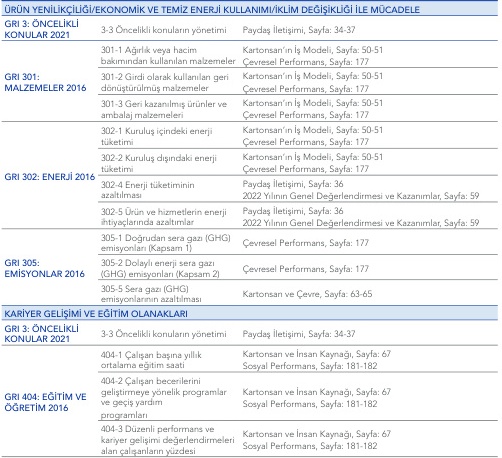 ÜRÜN YENİLİKÇİLİĞİ/EKONOMİK VE TEMİZ ENERJİ KULLANIMI/İKLİM DEĞİŞİKLİĞİ İLE MÜCADELE
GRI 3: ÖNCELİKLİ
KONULAR 2021
3-3 Öncelikli konuların yönetimi
Paydaş İletişimi, Sayfa: 34-37
GRI 301:
MALZEMELER 2016
301-1 Ağırlık veya hacim
bakımından kullanılan malzemeler
Kartonsan’ın İş Modeli, Sayfa: 50-51
Çevresel Performans, Sayfa: 177
301-2 Girdi olarak kullanılan geri
dönüştürülmüş malzemeler
Kartonsan’ın İş Modeli, Sayfa: 50-51
Çevresel Performans, Sayfa: 177
301-3 Geri kazanılmış ürünler ve
ambalaj malzemeleri
Kartonsan’ın İş Modeli, Sayfa: 50-51
Çevresel Performans, Sayfa: 177
GRI 302: ENERJİ 2016
302-1 Kuruluş içindeki enerji
tüketimi
Kartonsan’ın İş Modeli, Sayfa: 50-51
Çevresel Performans, Sayfa: 177
302-2 Kuruluş dışındaki enerji
tüketimi
Kartonsan’ın İş Modeli, Sayfa: 50-51
Çevresel Performans, Sayfa: 177
302-4 Enerji tüketiminin
azaltılması
Paydaş İletişimi, Sayfa: 36
2022 Yılının Genel Değerlendirmesi ve Kazanımlar, Sayfa: 59
302-5 Ürün ve hizmetlerin enerji
ihtiyaçlarında azaltımlar
Paydaş İletişimi, Sayfa: 36
2022 Yılının Genel Değerlendirmesi ve Kazanımlar, Sayfa: 59
GRI 305:
EMİSYONLAR 2016
305-1 Doğrudan sera gazı (GHG)
emisyonları (Kapsam 1)
Çevresel Performans, Sayfa: 177
305-2 Dolaylı enerji sera gazı
(GHG) emisyonları (Kapsam 2)
Çevresel Performans, Sayfa: 177
305-5 Sera gazı (GHG)
emisyonlarının azaltılması
Kartonsan ve Çevre, Sayfa: 63-65
KARİYER GELİŞİMİ VE EĞİTİM OLANAKLARI
GRI 3: ÖNCELİKLİ
KONULAR 2021
3-3 Öncelikli konuların yönetimi
Paydaş İletişimi, Sayfa: 34-37
GRI 404: EĞİTİM VE
ÖĞRETİM 2016
404-1 Çalışan başına yıllık
ortalama eğitim saati
Kartonsan ve İnsan Kaynağı, Sayfa: 67
Sosyal Performans, Sayfa: 181-182
404-2 Çalışan becerilerini
geliştirmeye yönelik programlar
ve geçiş yardım
programları
Kartonsan ve İnsan Kaynağı, Sayfa: 67
Sosyal Performans, Sayfa: 181-182
404-3 Düzenli performans ve
kariyer gelişimi değerlendirmeleri
alan çalışanların yüzdesi
Kartonsan ve İnsan Kaynağı, Sayfa: 67
Sosyal Performans, Sayfa: 181-182